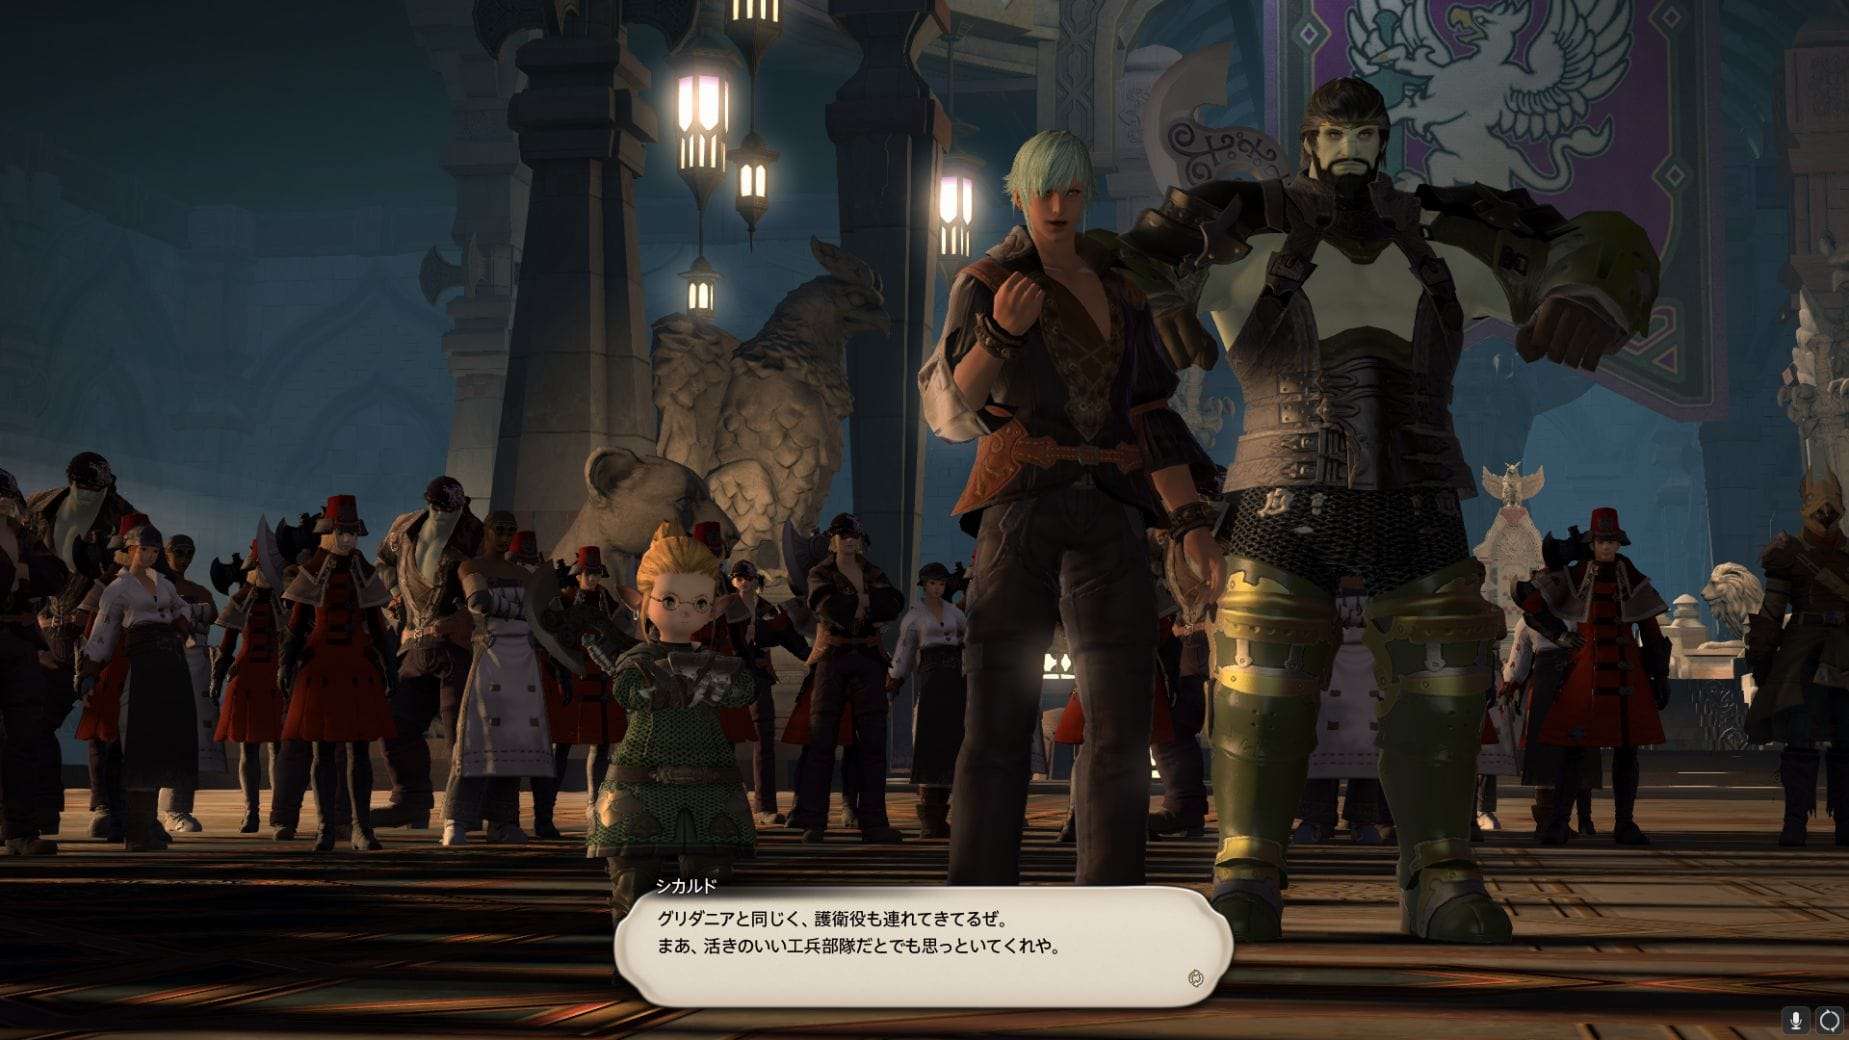 シカルド
グリダニアと同じく、護衛役も連れてきてるぜ。
まあ、活きのいい工兵部隊だとでも思っといてくれや。